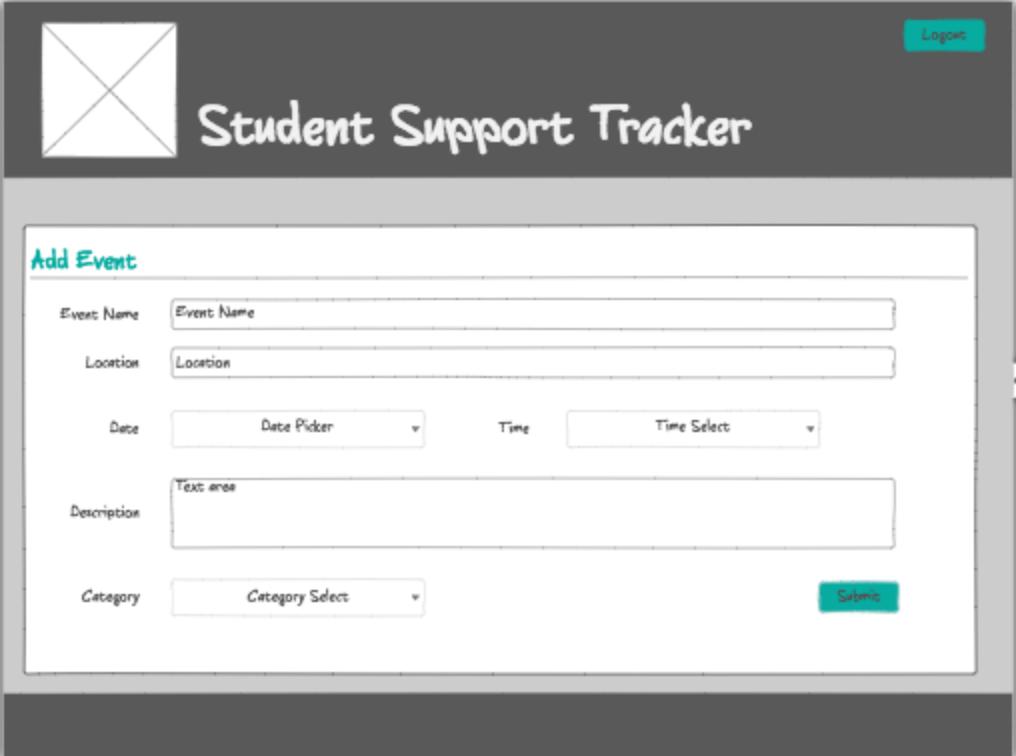 Logout
Student Support Tracker
Add Event
Event Name Event Name
Location Location
Date Date Picker Time Time Select
Description Text area
Category Category Select Submit